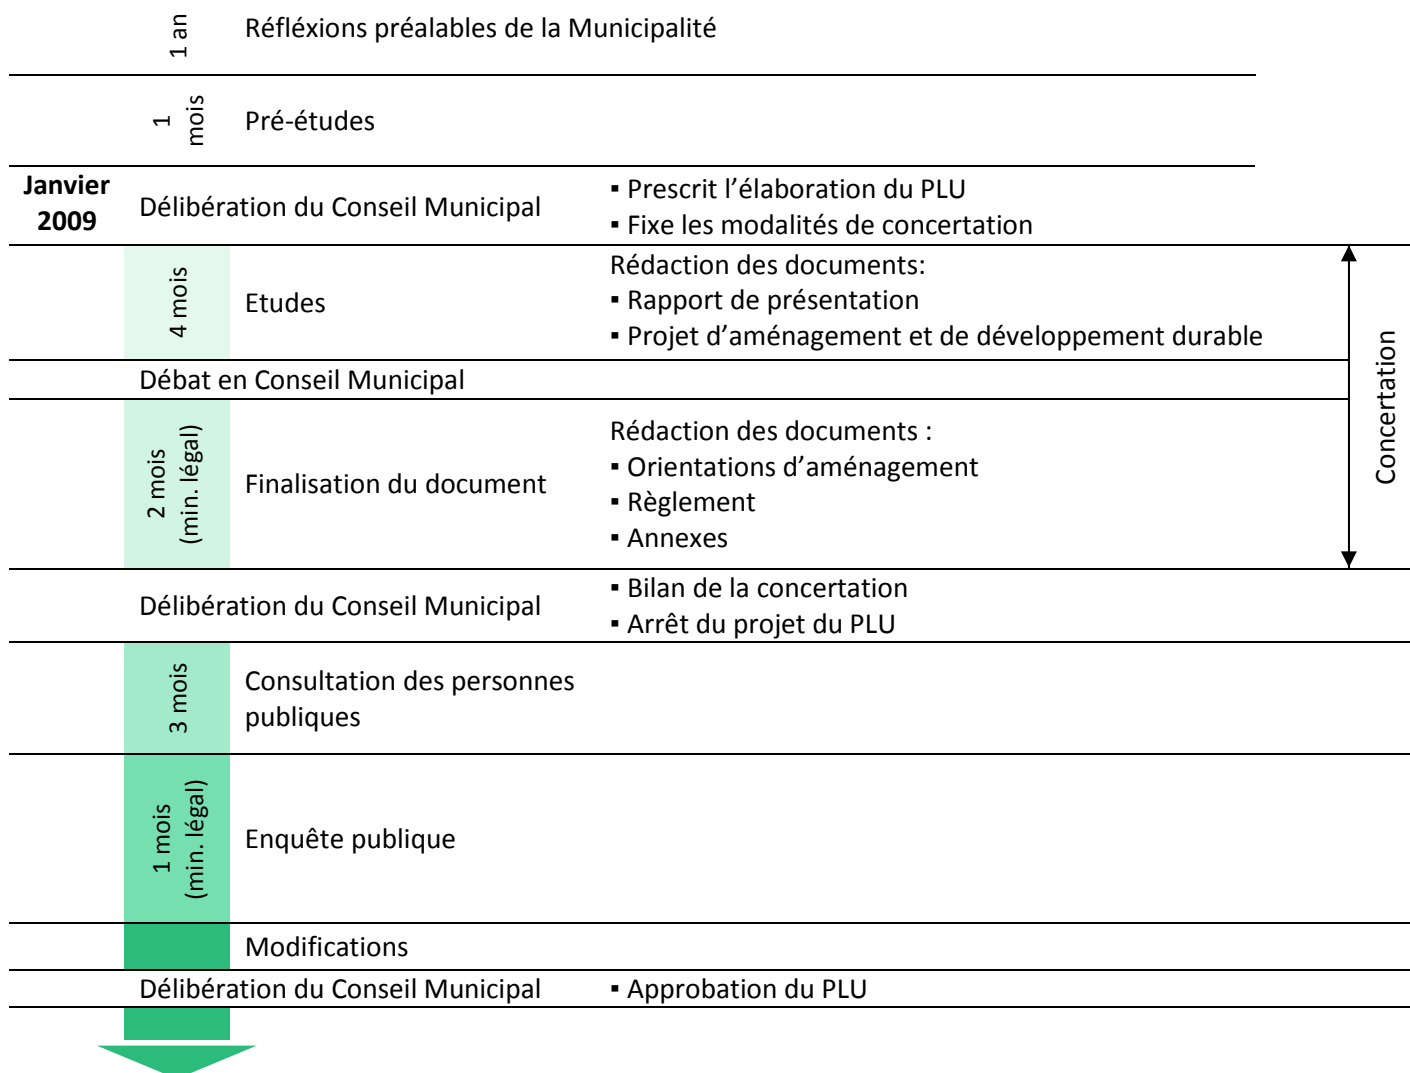 1 an
Réfléxions préalables de la Municipalité
1
mois
Pré-études
Janvier
2009
Délibération du Conseil Municipal
▪ Prescrit l’élaboration du PLU
▪ Fixe les modalités de concertation
4 mois
Etudes
Rédaction des documents:
▪ Rapport de présentation
▪ Projet d’aménagement et de développement durable
Concertation
Débat en Conseil Municipal
2 mois
(min. légal)
Finalisation du document
Rédaction des documents :
▪ Orientations d’aménagement
▪ Règlement
▪ Annexes
Délibération du Conseil Municipal
▪ Bilan de la concertation
▪ Arrêt du projet du PLU
3 mois
Consultation des personnes
publiques
1 mois
(min. légal)
Enquête publique
Modifications
Délibération du Conseil Municipal
▪ Approbation du PLU